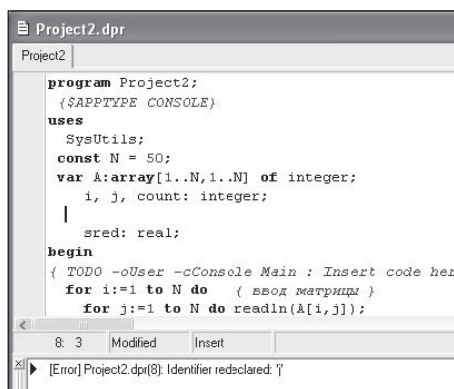 Project2.dpr
Project2
program Project2;
{$APPTYPE CONSOLE}
uses
SysUtils;
const N = 50;
var A:array[1..N,1..N] of integer;
i, j, count: integer;
sred: real;
begin
{ TODO -oUser -cConsole Main : Insert code her
for i:=1 to N do { ввод матрицы }
for j:=1 to N do readln(A[i,j]);
8: 3 Modified Insert
[Error] Project2.dpr(8): Identifier redeclared: 'j'